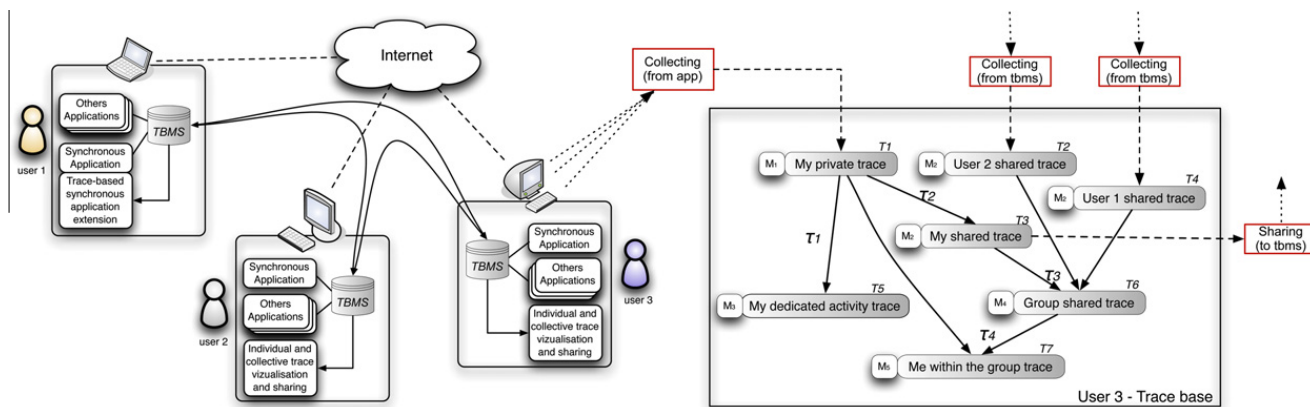 Internet
Others
Applications
TBMS
Synchronous
Application
Trace-based
synchronous
application
extension
user 1
Synchronous
Application
Others
Applications
TBMS
Individual and
collective trace
vizualisation
and sharing
user 2
Synchronous
Application
TBMS
Others
Applications
Individual and
collective trace
vizualisation
and sharing
user 3
Collecting
(from app)
Collecting
(from tbms)
Collecting
(from tbms)
T1
M1 My private trace
T2
M2 User 2 shared trace
T4
M2 User 1 shared trace
τ2
T3
M2 My shared trace
Sharing
(to tbms)
τ1
τ3
T5
M3 My dedicated activity trace
T6
M4 Group shared trace
τ4
T7
M5 Me within the group trace
User 3 - Trace base